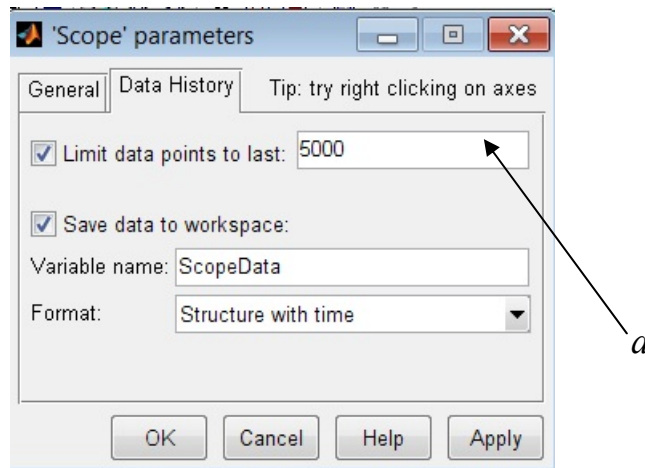 'Scope' parameters
General Data History Tip: try right clicking on axes
Limit data points to last: 5000
Save data to workspace:
Variable name: ScopeData
Format: Structure with time
OK Cancel Help Apply